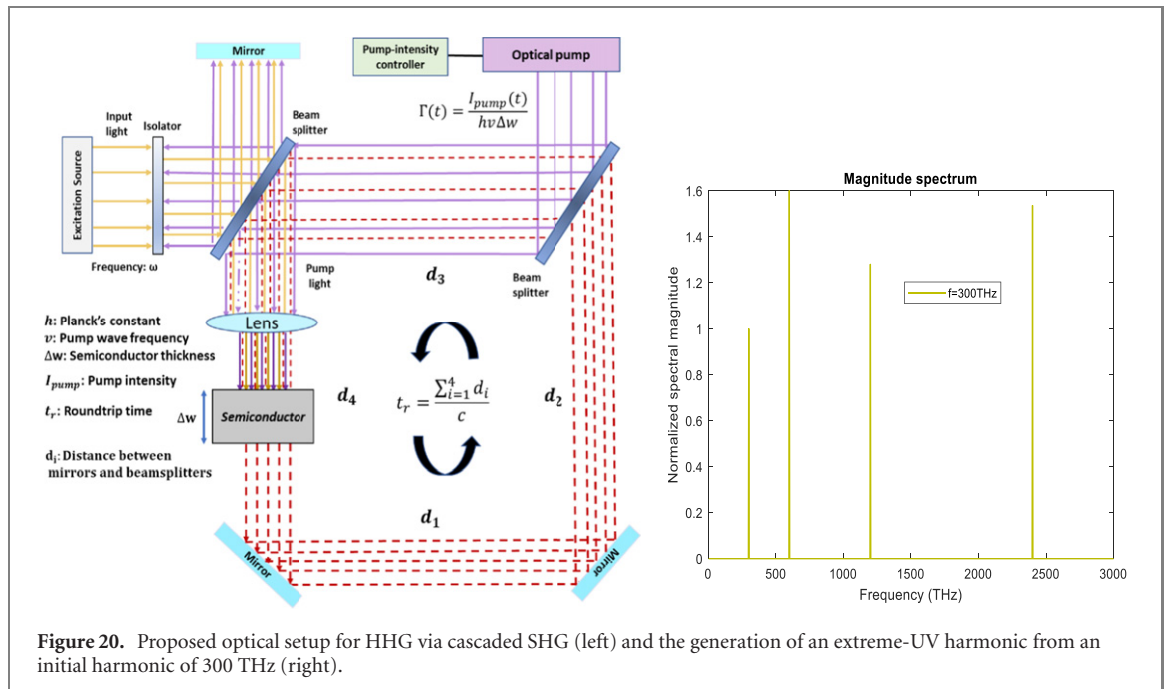 Mirror
Pump-intensity
controller
Optical pump
Γ(t) = I_pump(t) / hvΔw
Input
light
Isolator
Beam
splitter
Excitation Source
Frequency: ω
Pump
light
d₃
Beam
splitter
Lens
h: Planck's constant
v: Pump wave frequency
Δw: Semiconductor thickness
I_pump: Pump intensity
t_r: Roundtrip time
d_i: Distance between
mirrors and beamsplitters
Δw
Semiconductor
d₄
t_r = ∑_{i=1}^{4} d_i / c
d₂
d₁
Mirror
Mirror
Magnitude spectrum
Normalized spectral magnitude
1.6
1.4
1.2
1
0.8
0.6
0.4
0.2
0
f=300THz
0 500 1000 1500 2000 2500 3000
Frequency (THz)
Figure 20. Proposed optical setup for HHG via cascaded SHG (left) and the generation of an extreme-UV harmonic from an
initial harmonic of 300 THz (right).